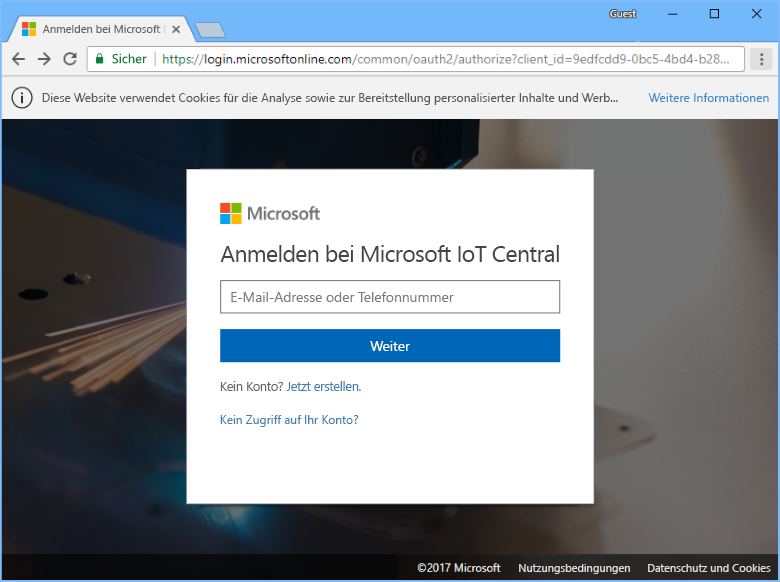 Guest
Anmelden bei Microsoft
Sicher https://login.microsoftonline.com/common/oauth2/authorize?client_id=9edfcdd9-0bc5-4bd4-b28...
Diese Website verwendet Cookies für die Analyse sowie zur Bereitstellung personalisierter Inhalte und Werb... Weitere Informationen
Microsoft
Anmelden bei Microsoft IoT Central
E-Mail-Adresse oder Telefonnummer
Weiter
Kein Konto? Jetzt erstellen.
Kein Zugriff auf Ihr Konto?
©2017 Microsoft Nutzungsbedingungen Datenschutz und Cookies